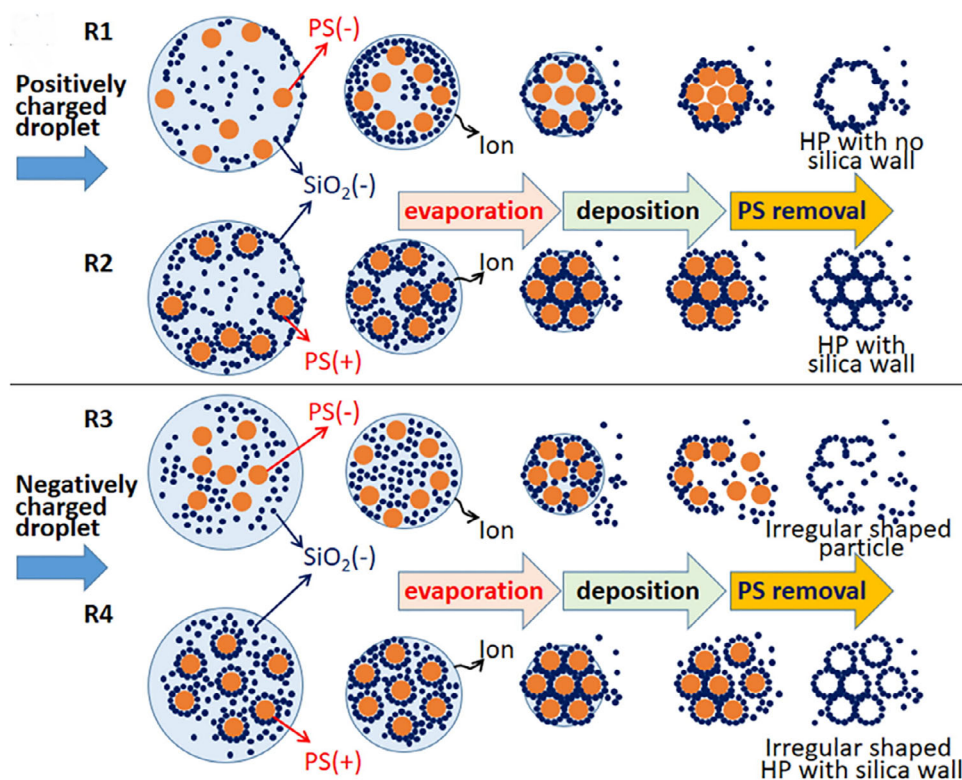 R1
PS(-)
Positively
charged
droplet
Ion
HP with no
silica wall
SiO₂(-)
evaporation
deposition
PS removal
R2
Ion
PS(+)
HP with
silica wall
R3
PS(-)
Negatively
charged
droplet
Ion
Irregular shaped
particle
SiO₂(-)
evaporation
deposition
PS removal
R4
Ion
PS(+)
Irregular shaped
HP with silica wall